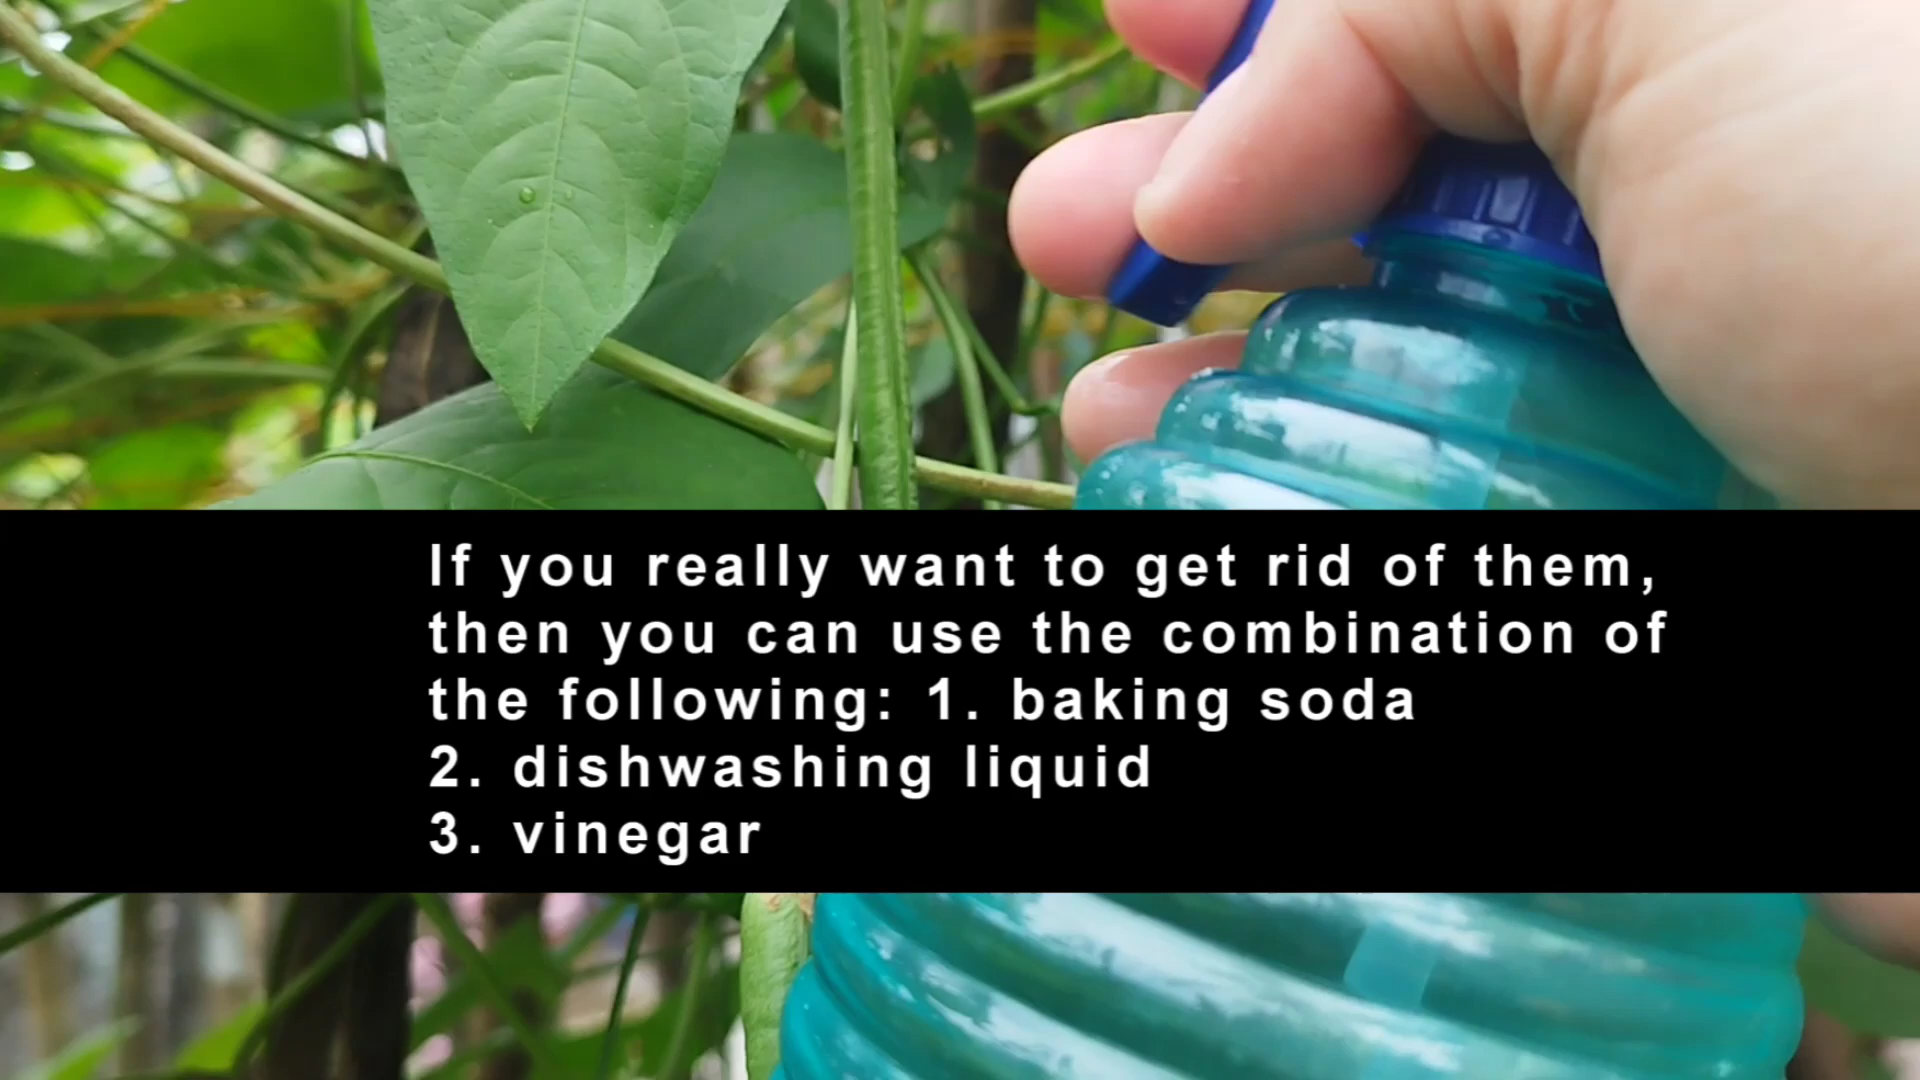 If you really want to get rid of them,
then you can use the combination of
the following: 1. baking soda
2. dishwashing liquid
3. vinegar